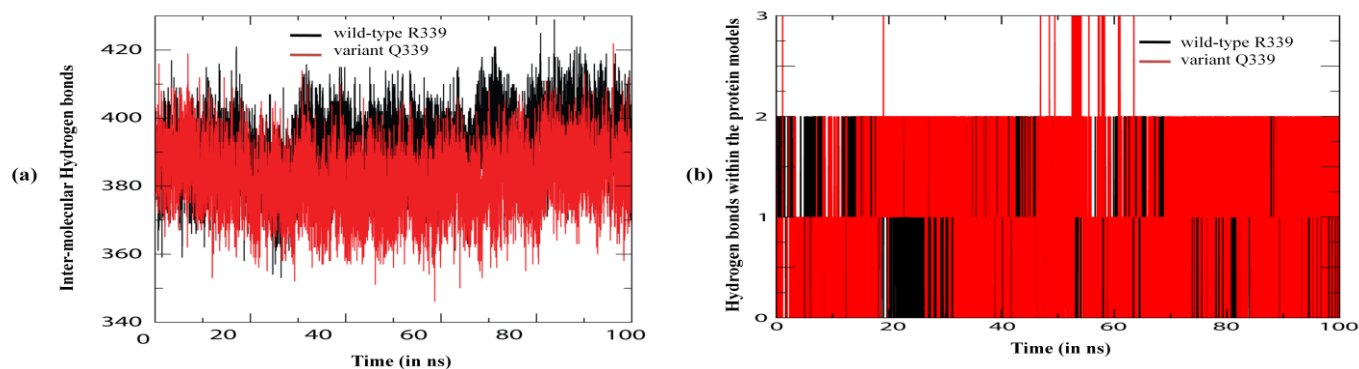 (a)
Inter-molecular Hydrogen bonds
420
400
380
360
340
wild-type R339
variant Q339
0 20 40 60 80 100
Time (in ns)
(b)
Hydrogen bonds within the protein models
3
2
1
0
wild-type R339
variant Q339
0 20 40 60 80 100
Time (in ns)